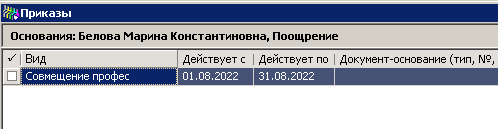 Приказы
Основания: Белова Марина Константиновна, Поощрение
✓ Вид Действует с Действует по Документ-основание (тип, №,
Совмещение профес 01.08.2022 31.08.2022